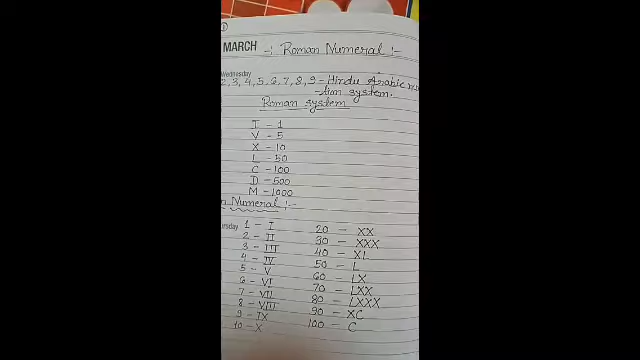 MARCH -: Roman Numeral :-
Wednesday
2, 3, 4, 5, 6, 7, 8, 9 - Hindu Arabic
system.
Roman system
I - 1
V - 5
X - 10
L - 50
C - 100
D - 500
M - 1000
Numeral :-
1 - I 20 - XX
2 - II 30 - XXX
3 - III 40 - XL
4 - IV 50 - L
5 - V 60 - LX
6 - VI 70 - LXX
7 - VII 80 - LXXX
8 - VIII 90 - XC
9 - IX 100 - C
10 - X